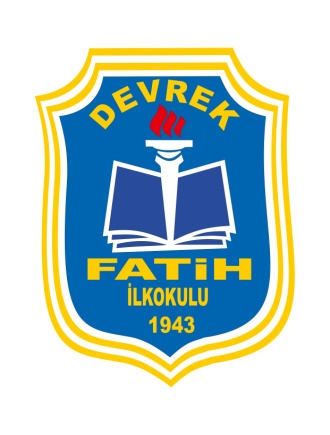 DEVREK
FATİH
İLKOKULU
1943